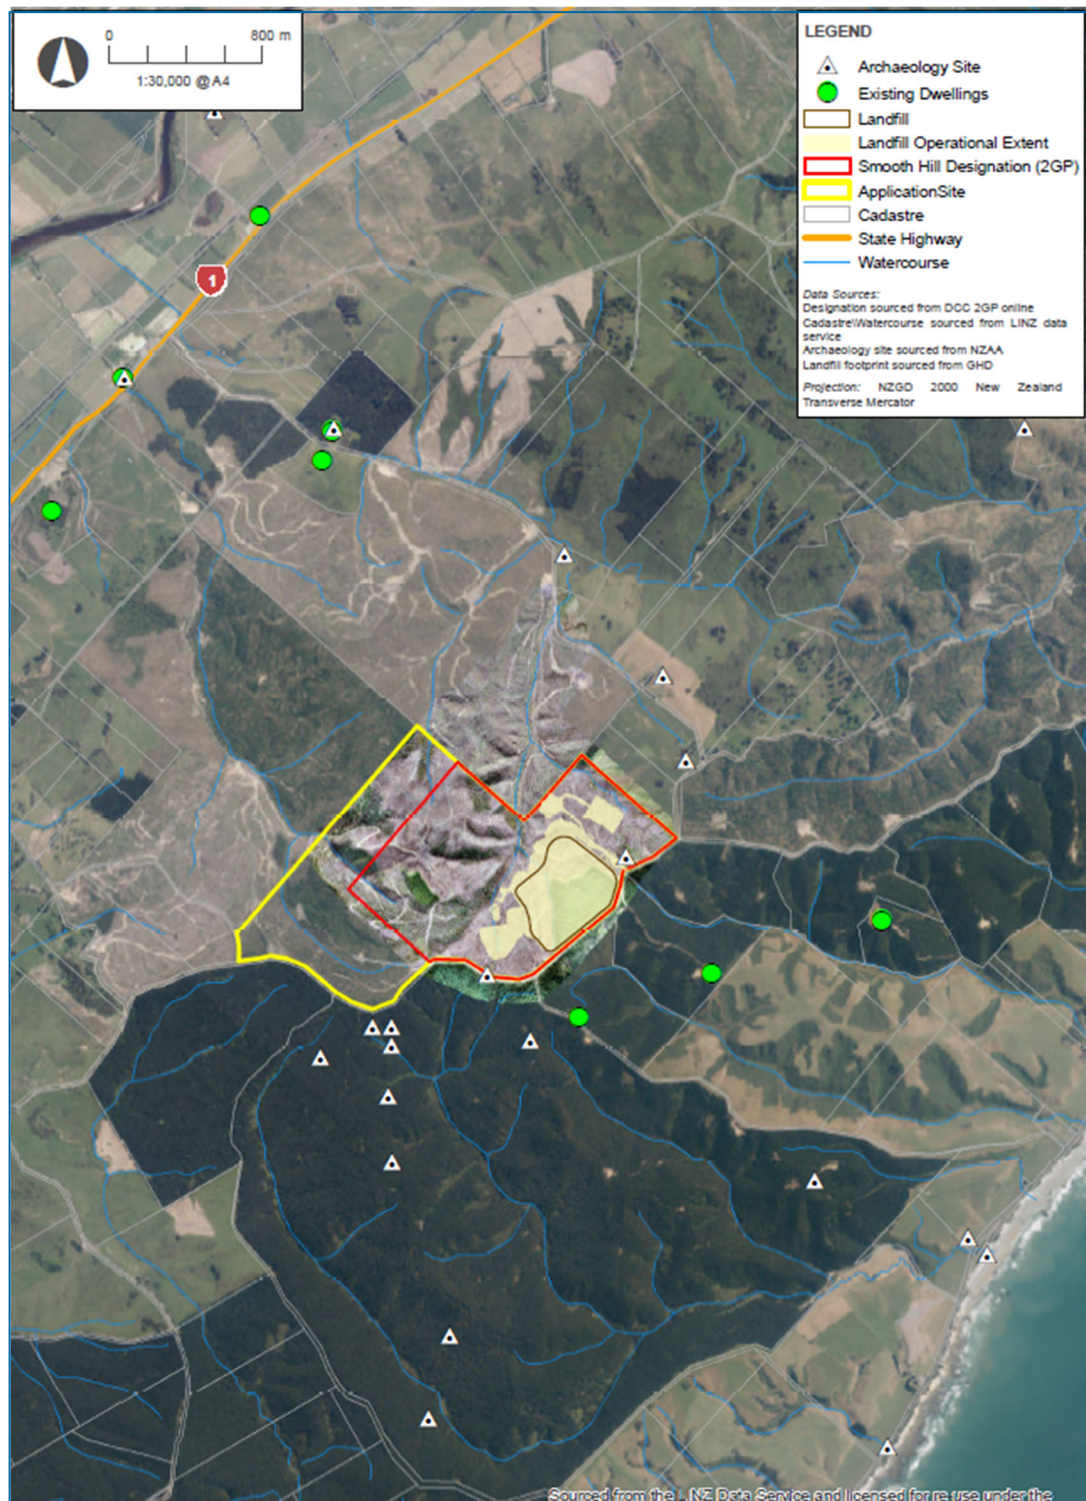 0 800 m
1:30,000 @ A4
LEGEND
Archaeology Site
Existing Dwellings
Landfill
Landfill Operational Extent
Smooth Hill Designation (2GP)
ApplicationSite
Cadastre
State Highway
Watercourse
Data Sources:
Designation sourced from DCC 2GP online
Cadastre\Watercourse sourced from LINZ data
service
Archaeology site sourced from NZAA
Landfill footprint sourced from GHD
Projection: NZGD 2000 New Zealand
Transverse Mercator
1
Sourced from the LINZ Data Service and licensed for re use under the